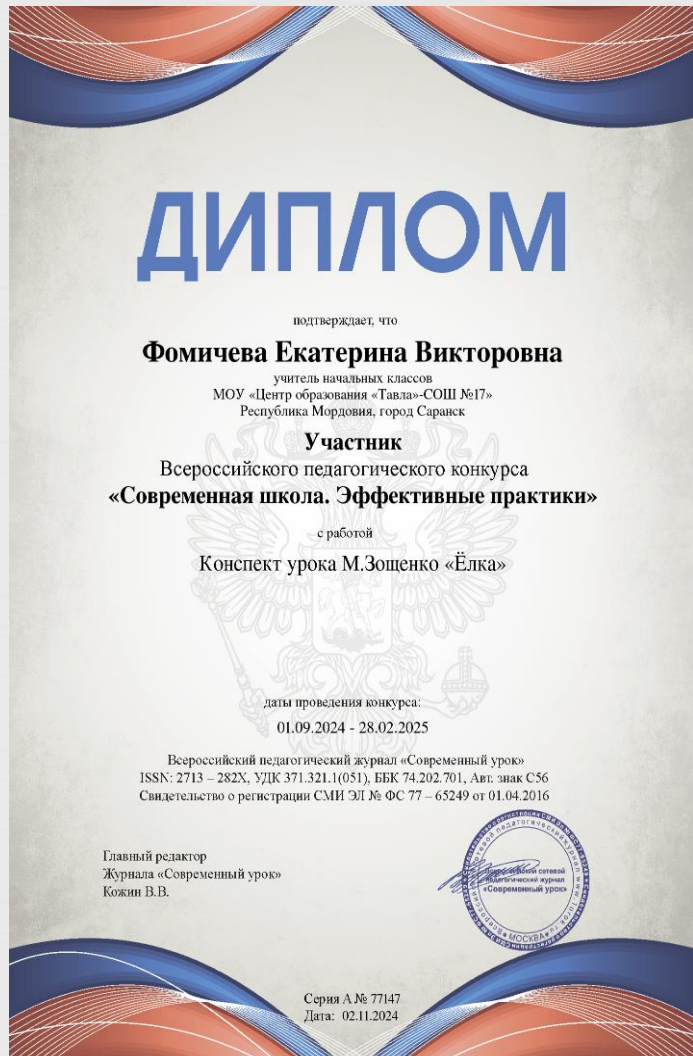 ДИПЛОМ
подтверждает, что
Фомичева Екатерина Викторовна
учитель начальных классов
МОУ «Центр образования «Тавла»-СОШ №17»
Республика Мордовия, город Саранск
Участник
Всероссийского педагогического конкурса
«Современная школа. Эффективные практики»
с работой
Конспект урока М.Зощенко «Ёлка»
даты проведения конкурса:
01.09.2024 - 28.02.2025
Всероссийский педагогический журнал «Современный урок»
ISSN: 2713 – 282X, УДК 371.321.1(051), ББК 74.202.701, Авт. знак С56
Свидетельство о регистрации СМИ ЭЛ № ФС 77 – 65249 от 01.04.2016
Главный редактор
Журнала «Современный урок»
Кожин В.В.
Всероссийский сетевой
педагогический журнал
«Современный урок»
МОСКВА
Серия А № 77147
Дата: 02.11.2024